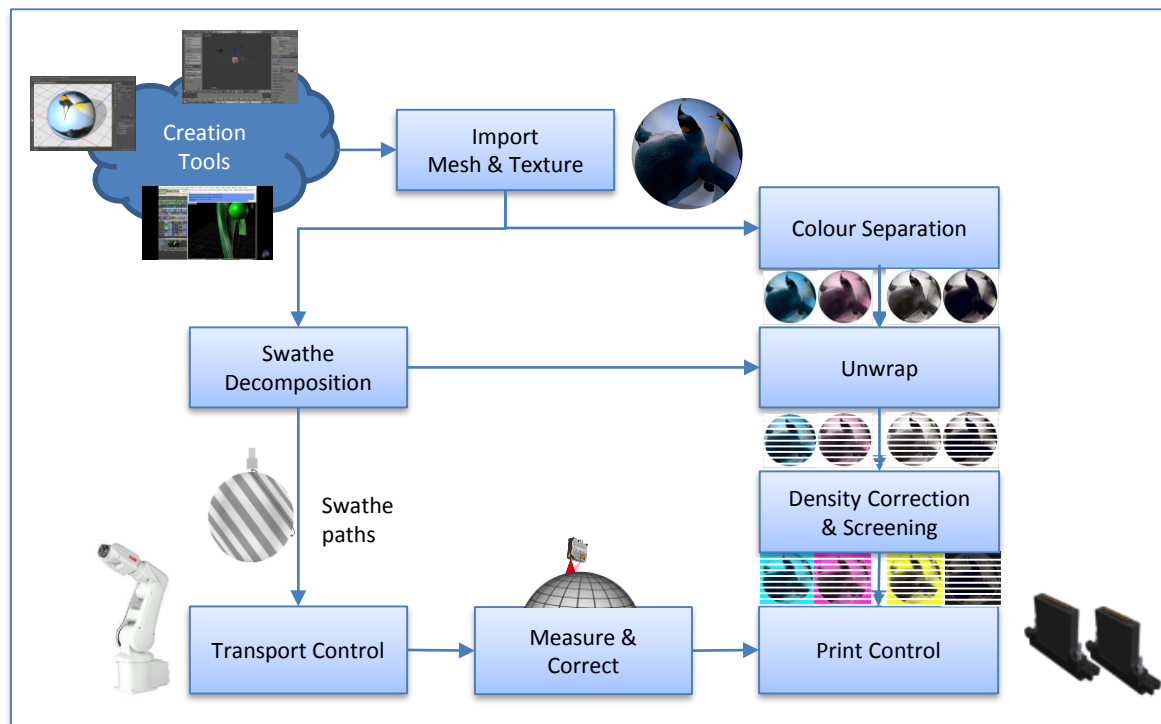 Creation
Tools
Import
Mesh & Texture
Colour Separation
Swathe
Decomposition
Unwrap
Swathe
paths
Density Correction
& Screening
Transport Control
Measure &
Correct
Print Control